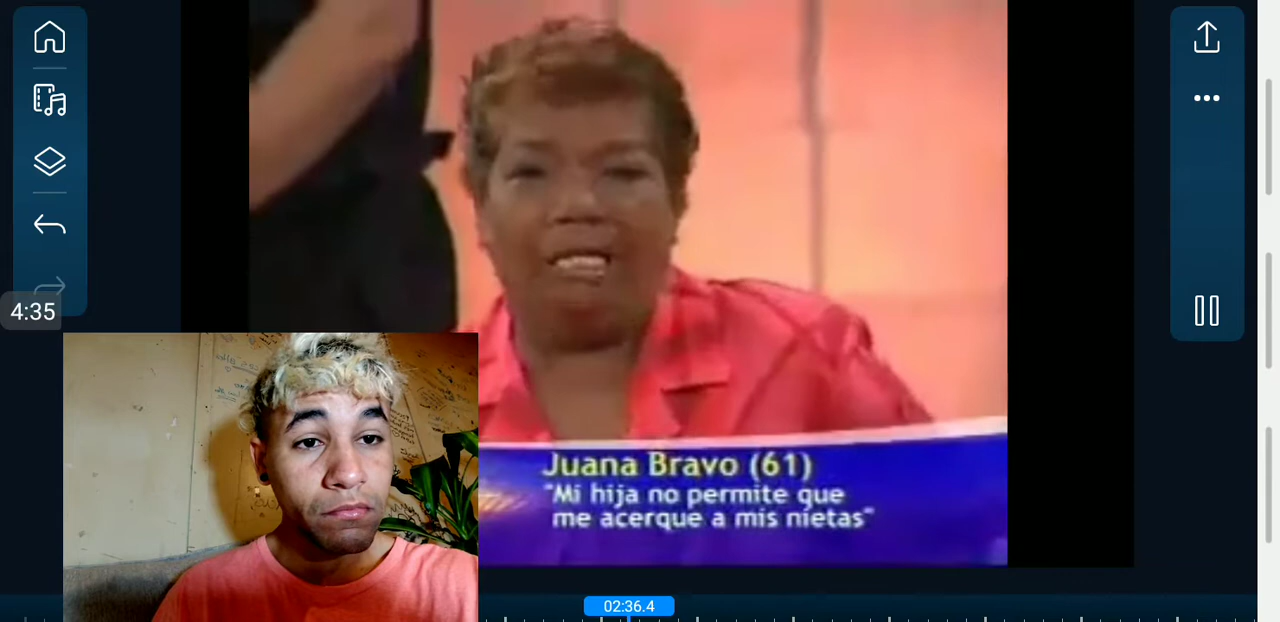 4:35
Juana Bravo (61)
"Mi hija no permite que
me acerque a mis nietas"
02:36.4